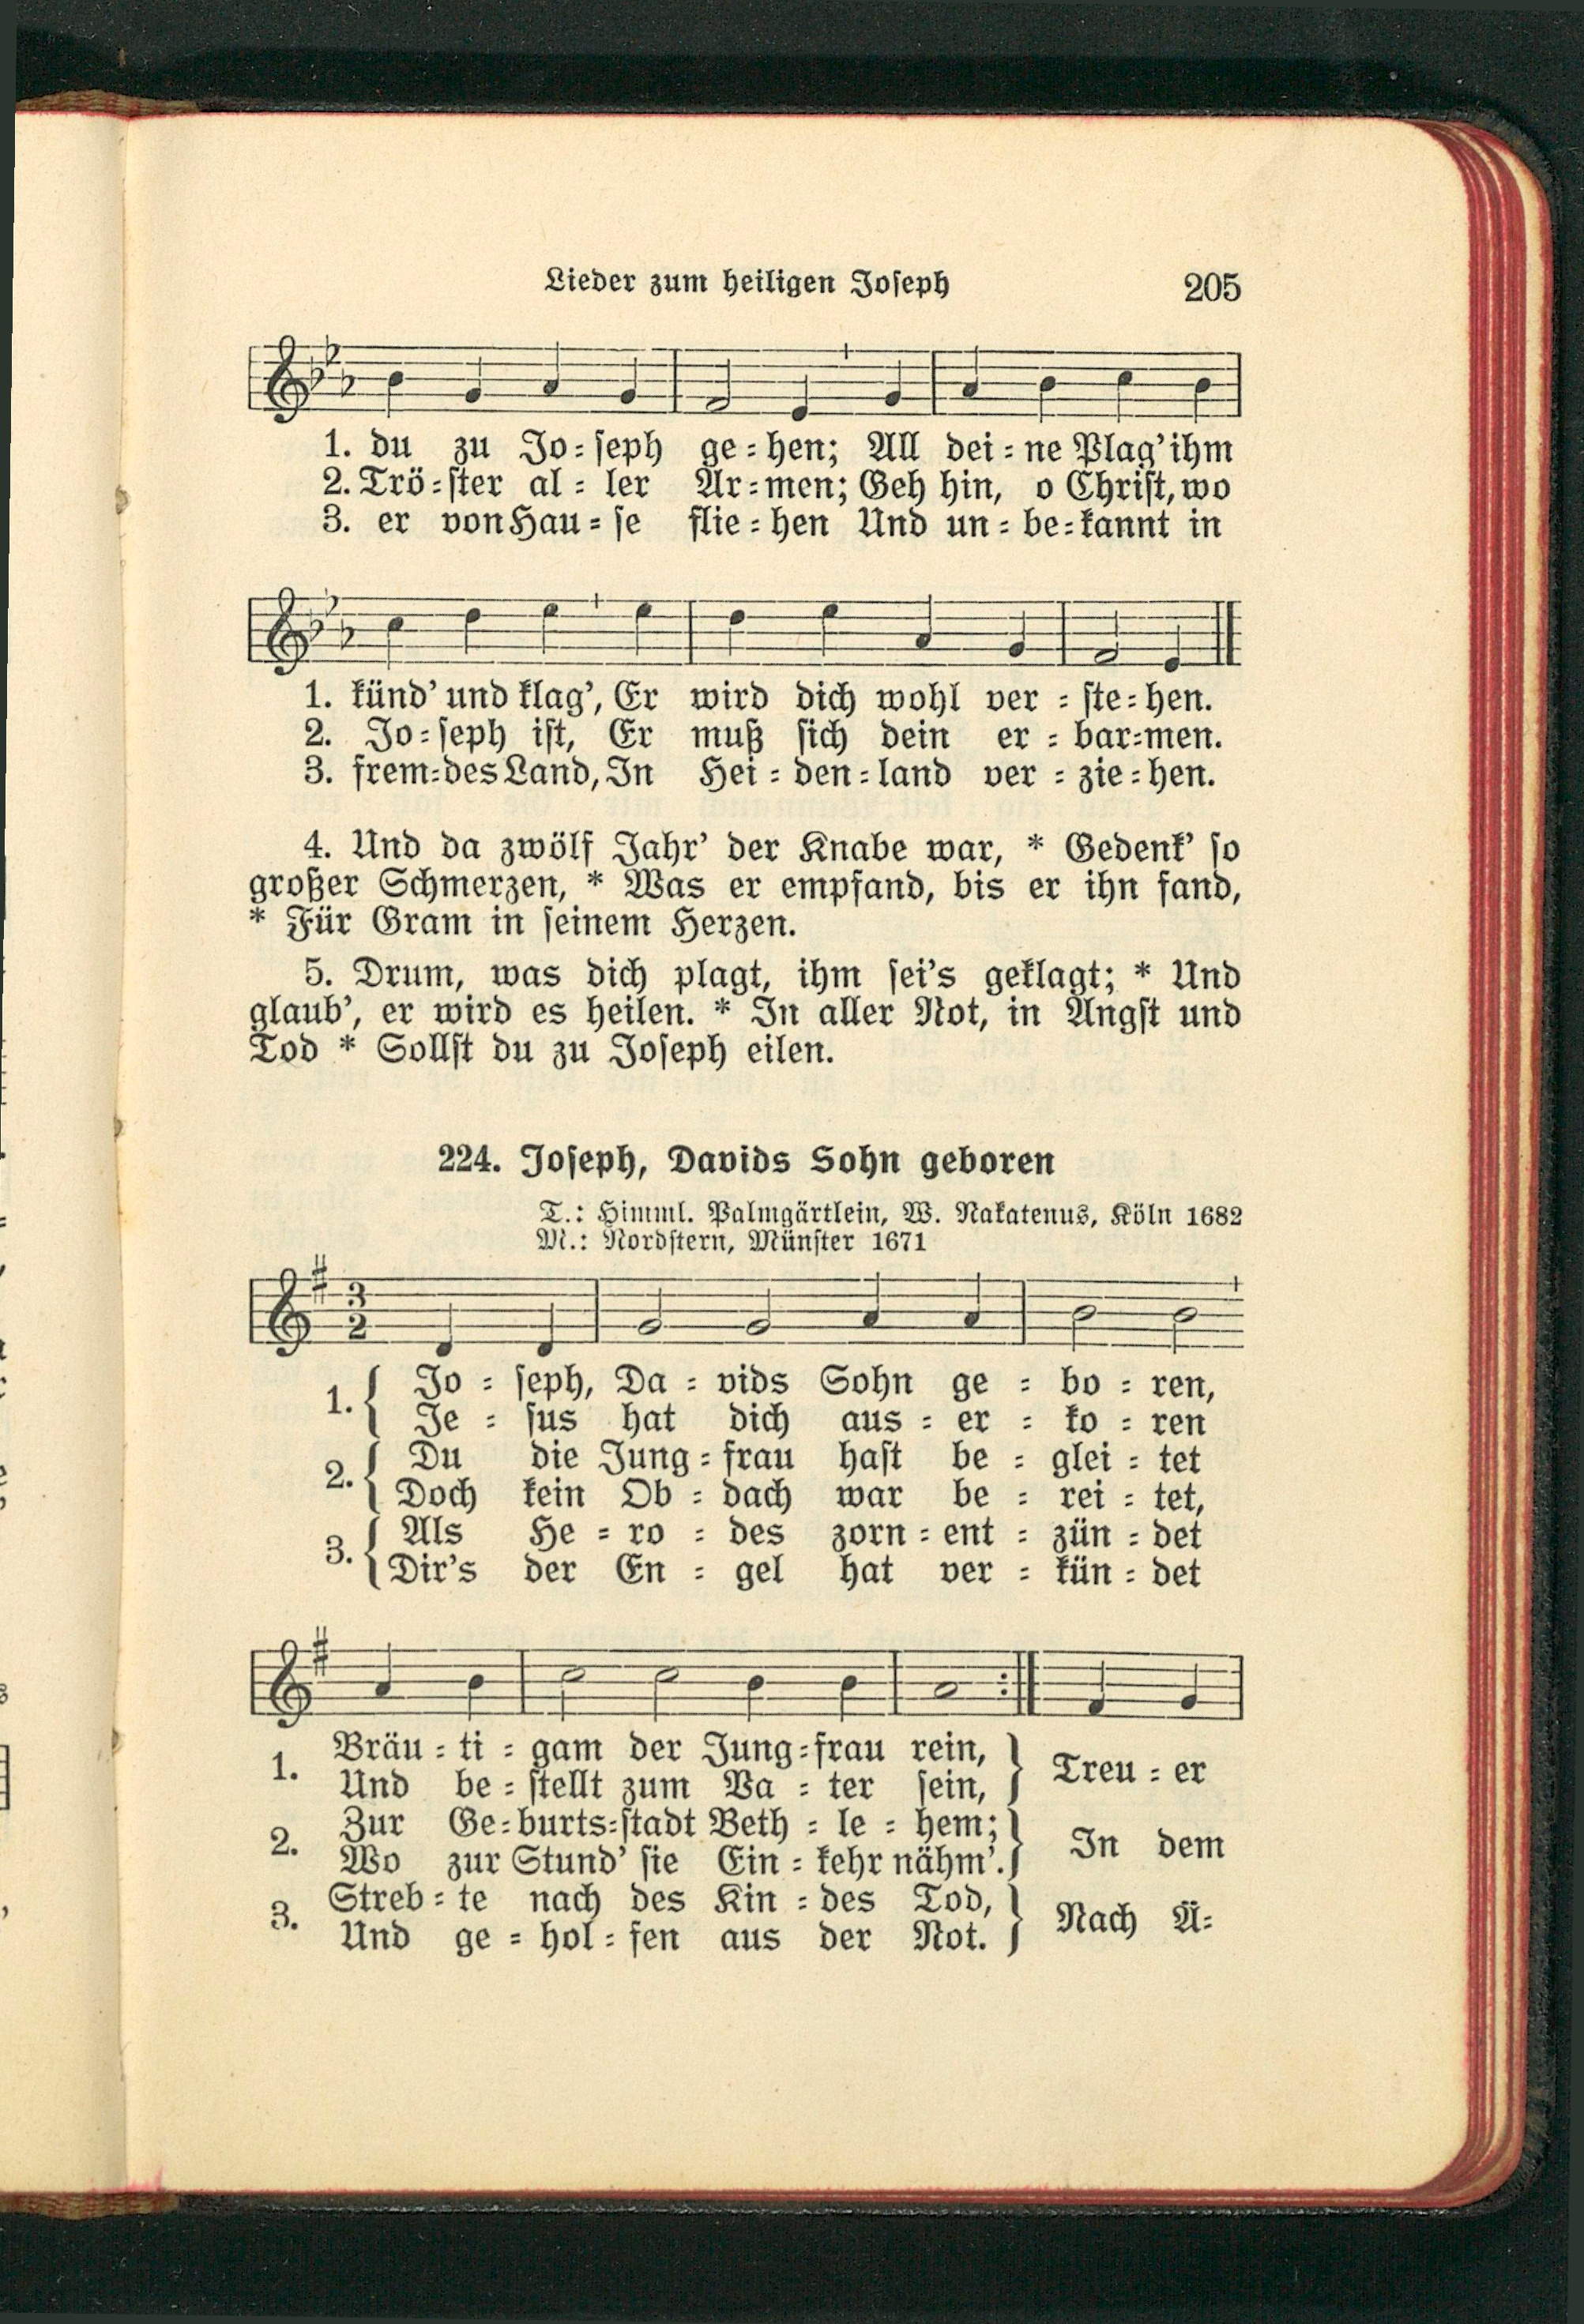 Lieder zum heiligen Joseph 205
1. du zu Jo=seph ge=hen; All dei=ne Plag' ihm
2. Trö=ster al=ler Ar=men; Geh hin, o Christ, wo
3. er von Hau=se flie=hen Und un=be=kannt in
1. künd' und klag', Er wird dich wohl ver=ste=hen.
2. Jo=seph ist, Er muß sich dein er=bar=men.
3. frem=des Land, In Hei=den=land ver=zie=hen.
4. Und da zwölf Jahr' der Knabe war, * Gedenk' so
großer Schmerzen, * Was er empfand, bis er ihn fand,
* Für Gram in seinem Herzen.
5. Drum, was dich plagt, ihm sei's geklagt; * Und
glaub', er wird es heilen. * In aller Not, in Angst und
Tod * Sollst du zu Joseph eilen.
224. Joseph, Davids Sohn geboren
T.: Himml. Palmgärtlein, W. Nakatenus, Köln 1682
M.: Nordstern, Münster 1671
3
2
1. { Jo=seph, Da=vids Sohn ge=bo=ren,
Je=sus hat dich aus=er=ko=ren
2. { Du die Jung=frau hast be=glei=tet
Doch kein Ob=dach war be=rei=tet,
3. { Als He=ro=des zorn=ent=zün=det
Dir's der En=gel hat ver=kün=det
1. Bräu=ti=gam der Jung=frau rein, } Treu=er
Und be=stellt zum Va=ter sein,
2. Zur Ge=burts=stadt Beth=le=hem; } In dem
Wo zur Stund' sie Ein=kehr nähm'.
3. Streb=te nach des Kin=des Tod, } Nach Ä=
Und ge=hol=fen aus der Not.